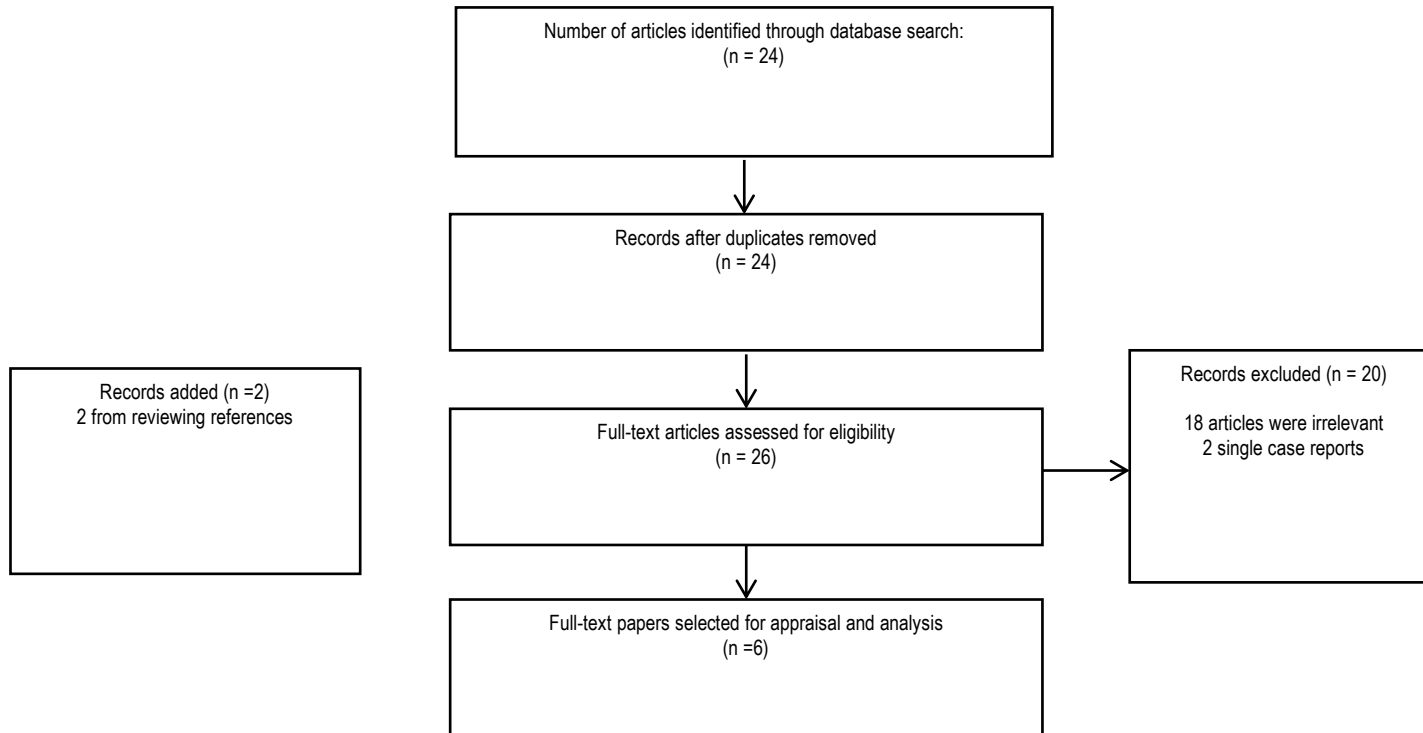 Number of articles identified through database search:
(n = 24)
Records after duplicates removed
(n = 24)
Records added (n =2)
2 from reviewing references
Full-text articles assessed for eligibility
(n = 26)
Records excluded (n = 20)
18 articles were irrelevant
2 single case reports
Full-text papers selected for appraisal and analysis
(n =6)